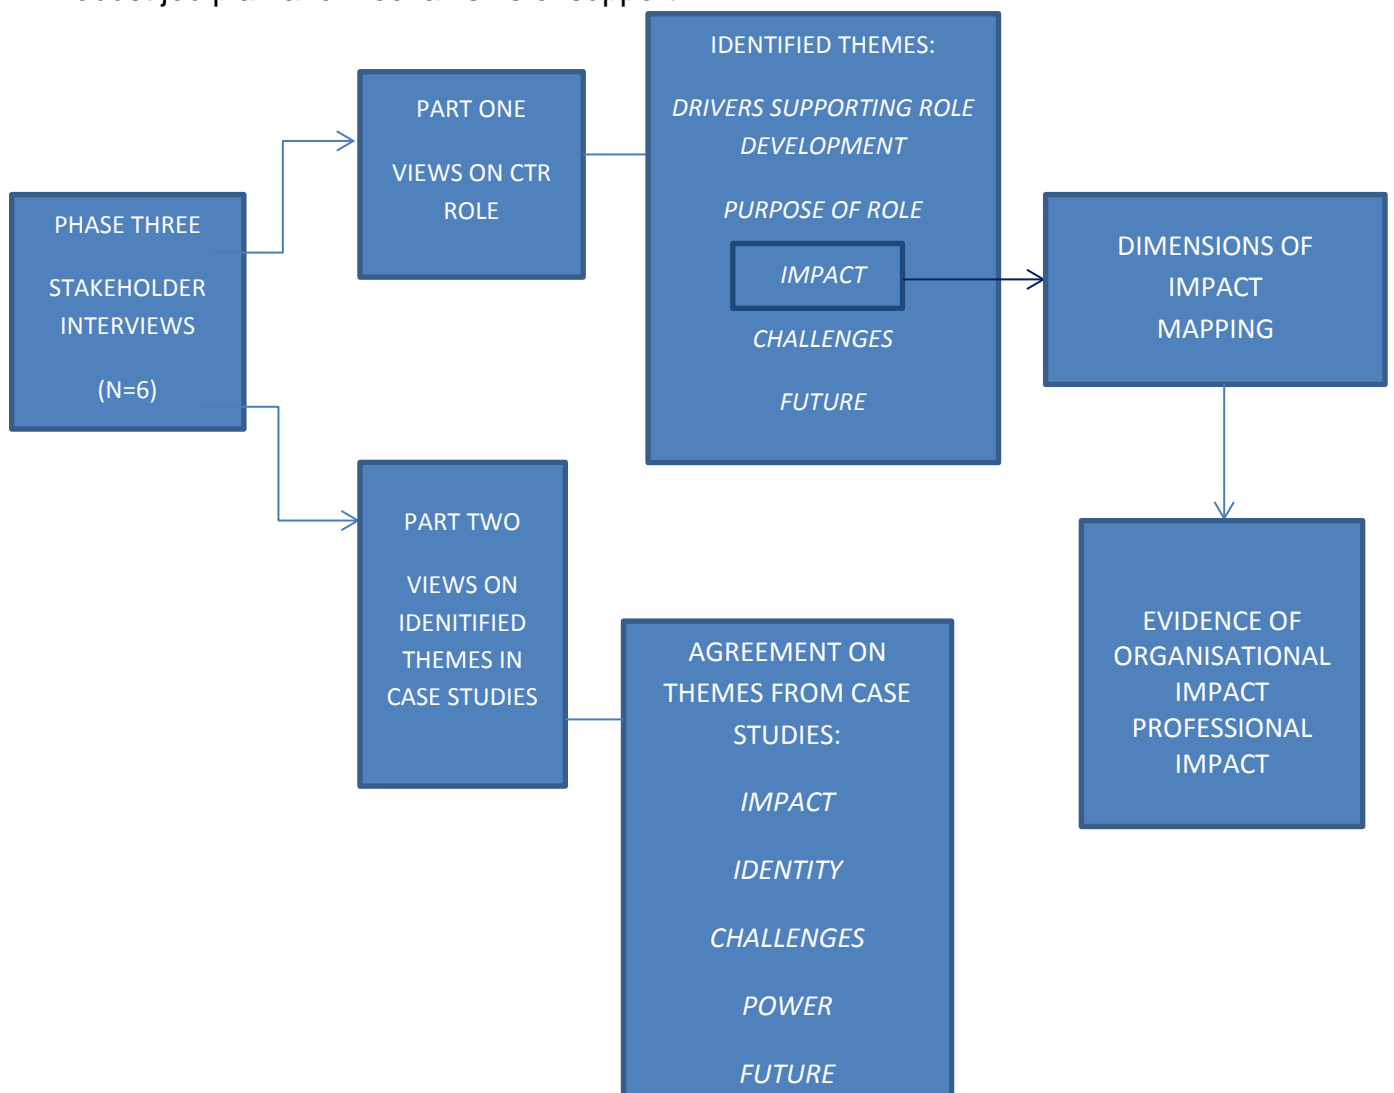 PHASE THREE
STAKEHOLDER
INTERVIEWS
(N=6)
PART ONE
VIEWS ON CTR
ROLE
IDENTIFIED THEMES:
DRIVERS SUPPORTING ROLE
DEVELOPMENT
PURPOSE OF ROLE
IMPACT
CHALLENGES
FUTURE
DIMENSIONS OF
IMPACT
MAPPING
EVIDENCE OF
ORGANISATIONAL
IMPACT
PROFESSIONAL
IMPACT
PART TWO
VIEWS ON
IDENITIFIED
THEMES IN
CASE STUDIES
AGREEMENT ON
THEMES FROM CASE
STUDIES:
IMPACT
IDENTITY
CHALLENGES
POWER
FUTURE